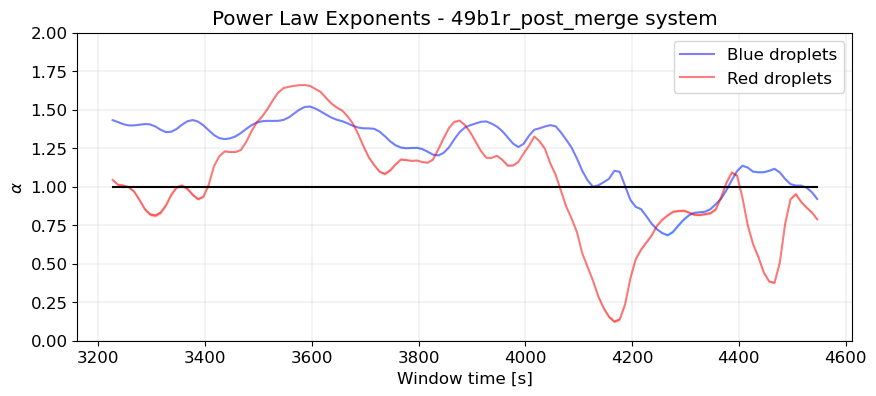 Power Law Exponents - 49b1r_post_merge system
2.00
1.75
1.50
1.25
1.00
0.75
0.50
0.25
0.00
α
Blue droplets
Red droplets
3200 3400 3600 3800 4000 4200 4400 4600
Window time [s]